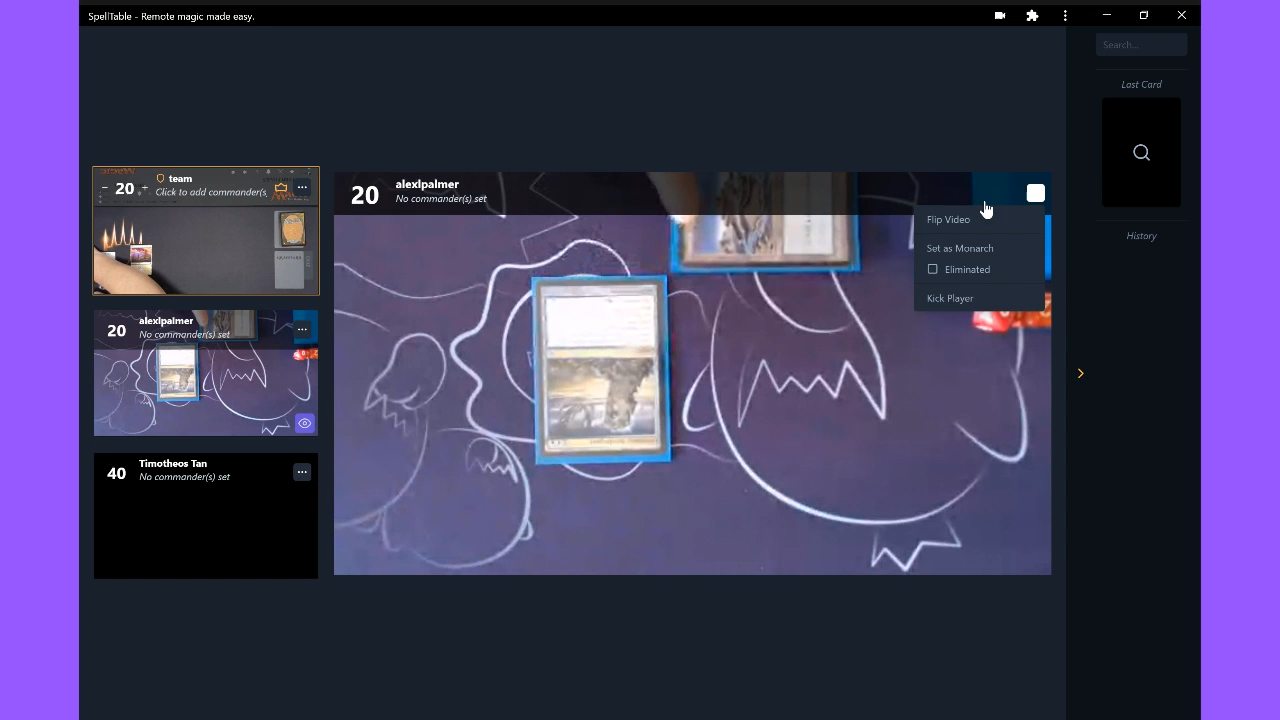 SpellTable - Remote magic made easy.
Search...
Last Card
History
20
team
Click to add commander(s
20
alexlpalmer
No commander(s) set
40
Timotheos Tan
No commander(s) set
20
alexlpalmer
No commander(s) set
Flip Video
Set as Monarch
Eliminated
Kick Player